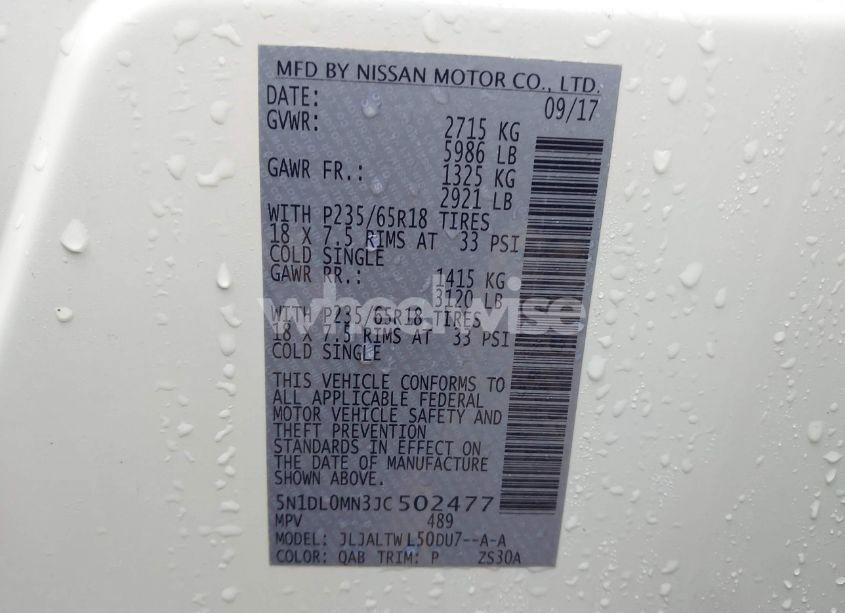 MFD BY NISSAN MOTOR CO., LTD.
DATE: 09/17
GVWR: 2715 KG
5986 LB
GAWR FR.: 1325 KG
2921 LB
WITH P235/65R18 TIRES
18 X 7.5 RIMS AT 33 PSI
COLD SINGLE
GAWR RR.: 1415 KG
3120 LB
WITH P235/65R18 TIRES
18 X 7.5 RIMS AT 33 PSI
COLD SINGLE
wheelwise
THIS VEHICLE CONFORMS TO
ALL APPLICABLE FEDERAL
MOTOR VEHICLE SAFETY AND
THEFT PREVENTION
STANDARDS IN EFFECT ON
THE DATE OF MANUFACTURE
SHOWN ABOVE.
5N1DL0MN3JC502477
MPV 489
MODEL: JLJALTWL50DU7--A-A
COLOR: QAB TRIM: P ZS30A